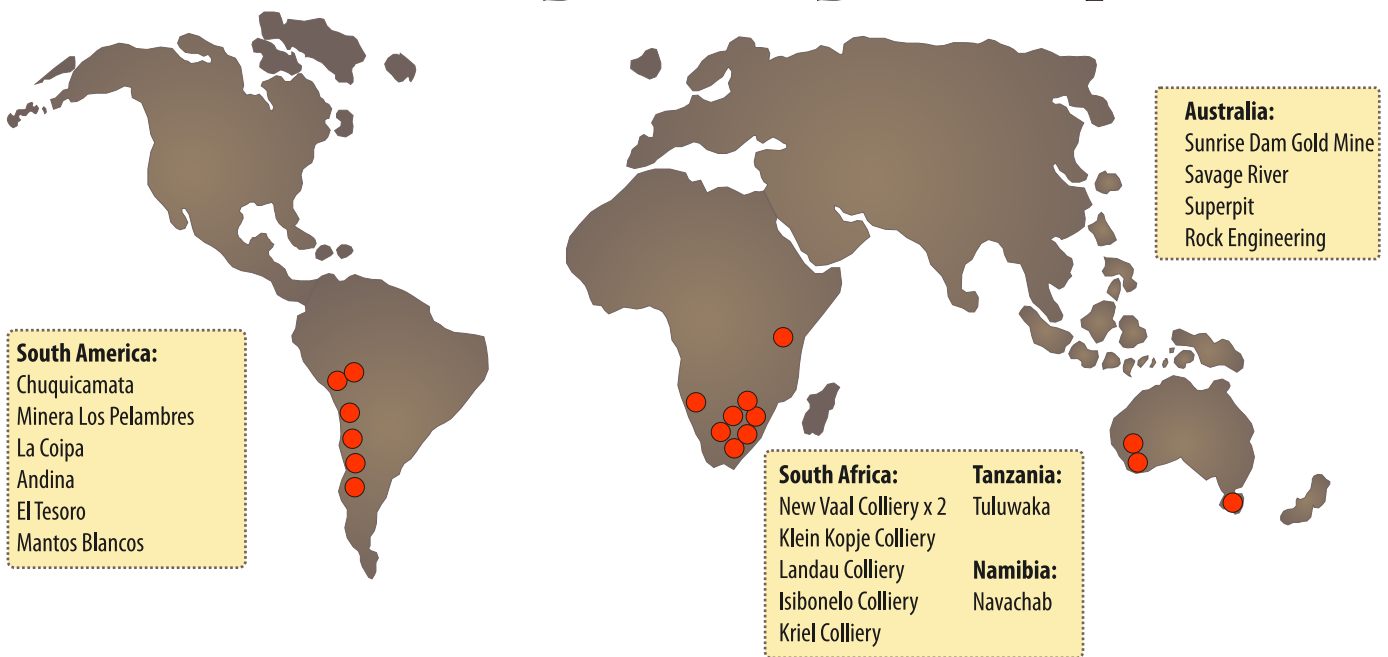 South America:
Chuquicamata
Minera Los Pelambres
La Coipa
Andina
El Tesoro
Mantos Blancos
South Africa:
New Vaal Colliery x 2
Klein Kopje Colliery
Landau Colliery
Isibonelo Colliery
Kriel Colliery
Tanzania:
Tuluwaka
Namibia:
Navachab
Australia:
Sunrise Dam Gold Mine
Savage River
Superpit
Rock Engineering